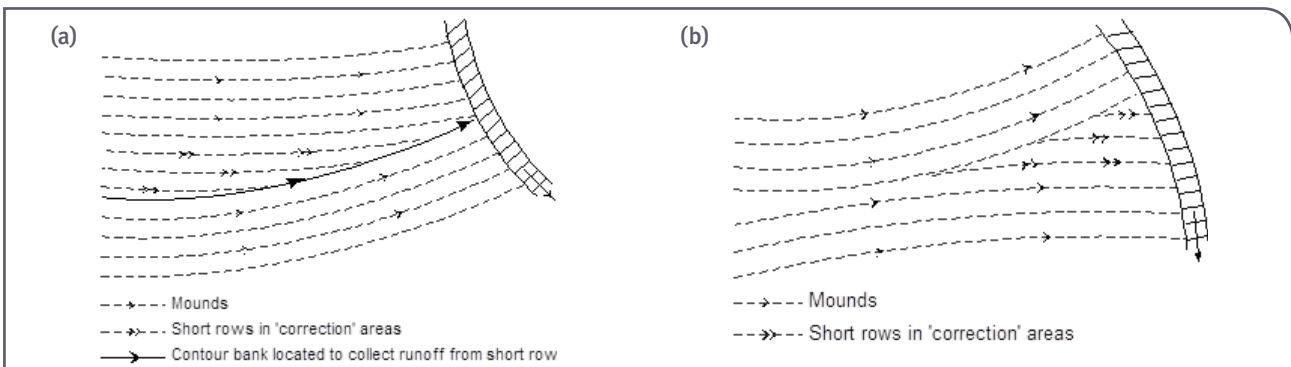 (a)
Mounds
Short rows in 'correction' areas
Contour bank located to collect runoff from short row
(b)
Mounds
Short rows in 'correction' areas